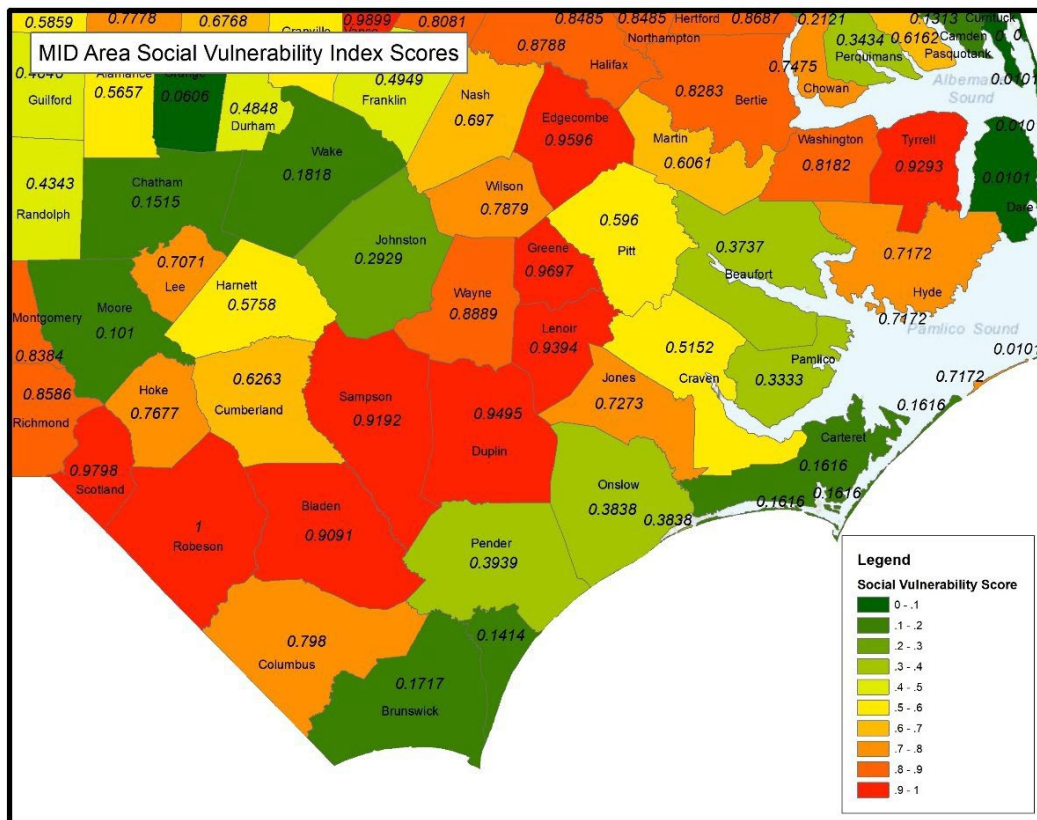 0.5859
0.7778
0.6768
0.9899
0.8081
0.8485
0.8485
Hertford
0.8687
0.2121
0.1313
Currituck
MID Area Social Vulnerability Index Scores
Northampton
0.8788
Halifax
0.3434
Perquimans
0.6162
Pasquotank
Camden
Guilford
0.5657
0.0606
0.4848
Durham
0.4949
Franklin
Nash
0.697
Edgecombe
0.9596
0.8283
Bertie
0.7475
Chowan
Sound
0.0101
Martin
0.6061
Washington
0.8182
Tyrrell
0.9293
0.0101
Dare
0.4343
Randolph
Chatham
0.1515
Wake
0.1818
Wilson
0.7879
0.596
Pitt
0.3737
Beaufort
0.7172
Hyde
0.7172
Johnston
0.2929
Greene
0.9697
0.7071
Lee
Harnett
0.5758
Wayne
0.8889
Montgomery
0.8384
Moore
0.101
Lenoir
0.9394
0.5152
Craven
Pamlico
0.3333
Pamlico Sound
0.0101
0.7172
0.8586
Richmond
Hoke
0.7677
0.6263
Cumberland
Sampson
0.9192
0.9495
Duplin
Jones
0.7273
0.1616
Carteret
0.1616
0.1616
0.1616
0.9798
Scotland
1
Robeson
Bladen
0.9091
Onslow
0.3838
0.3838
Pender
0.3939
0.798
Columbus
0.1414
0.1717
Brunswick
Legend
Social Vulnerability Score
0 - .1
.1 - .2
.2 - .3
.3 - .4
.4 - .5
.5 - .6
.6 - .7
.7 - .8
.8 - .9
.9 - 1